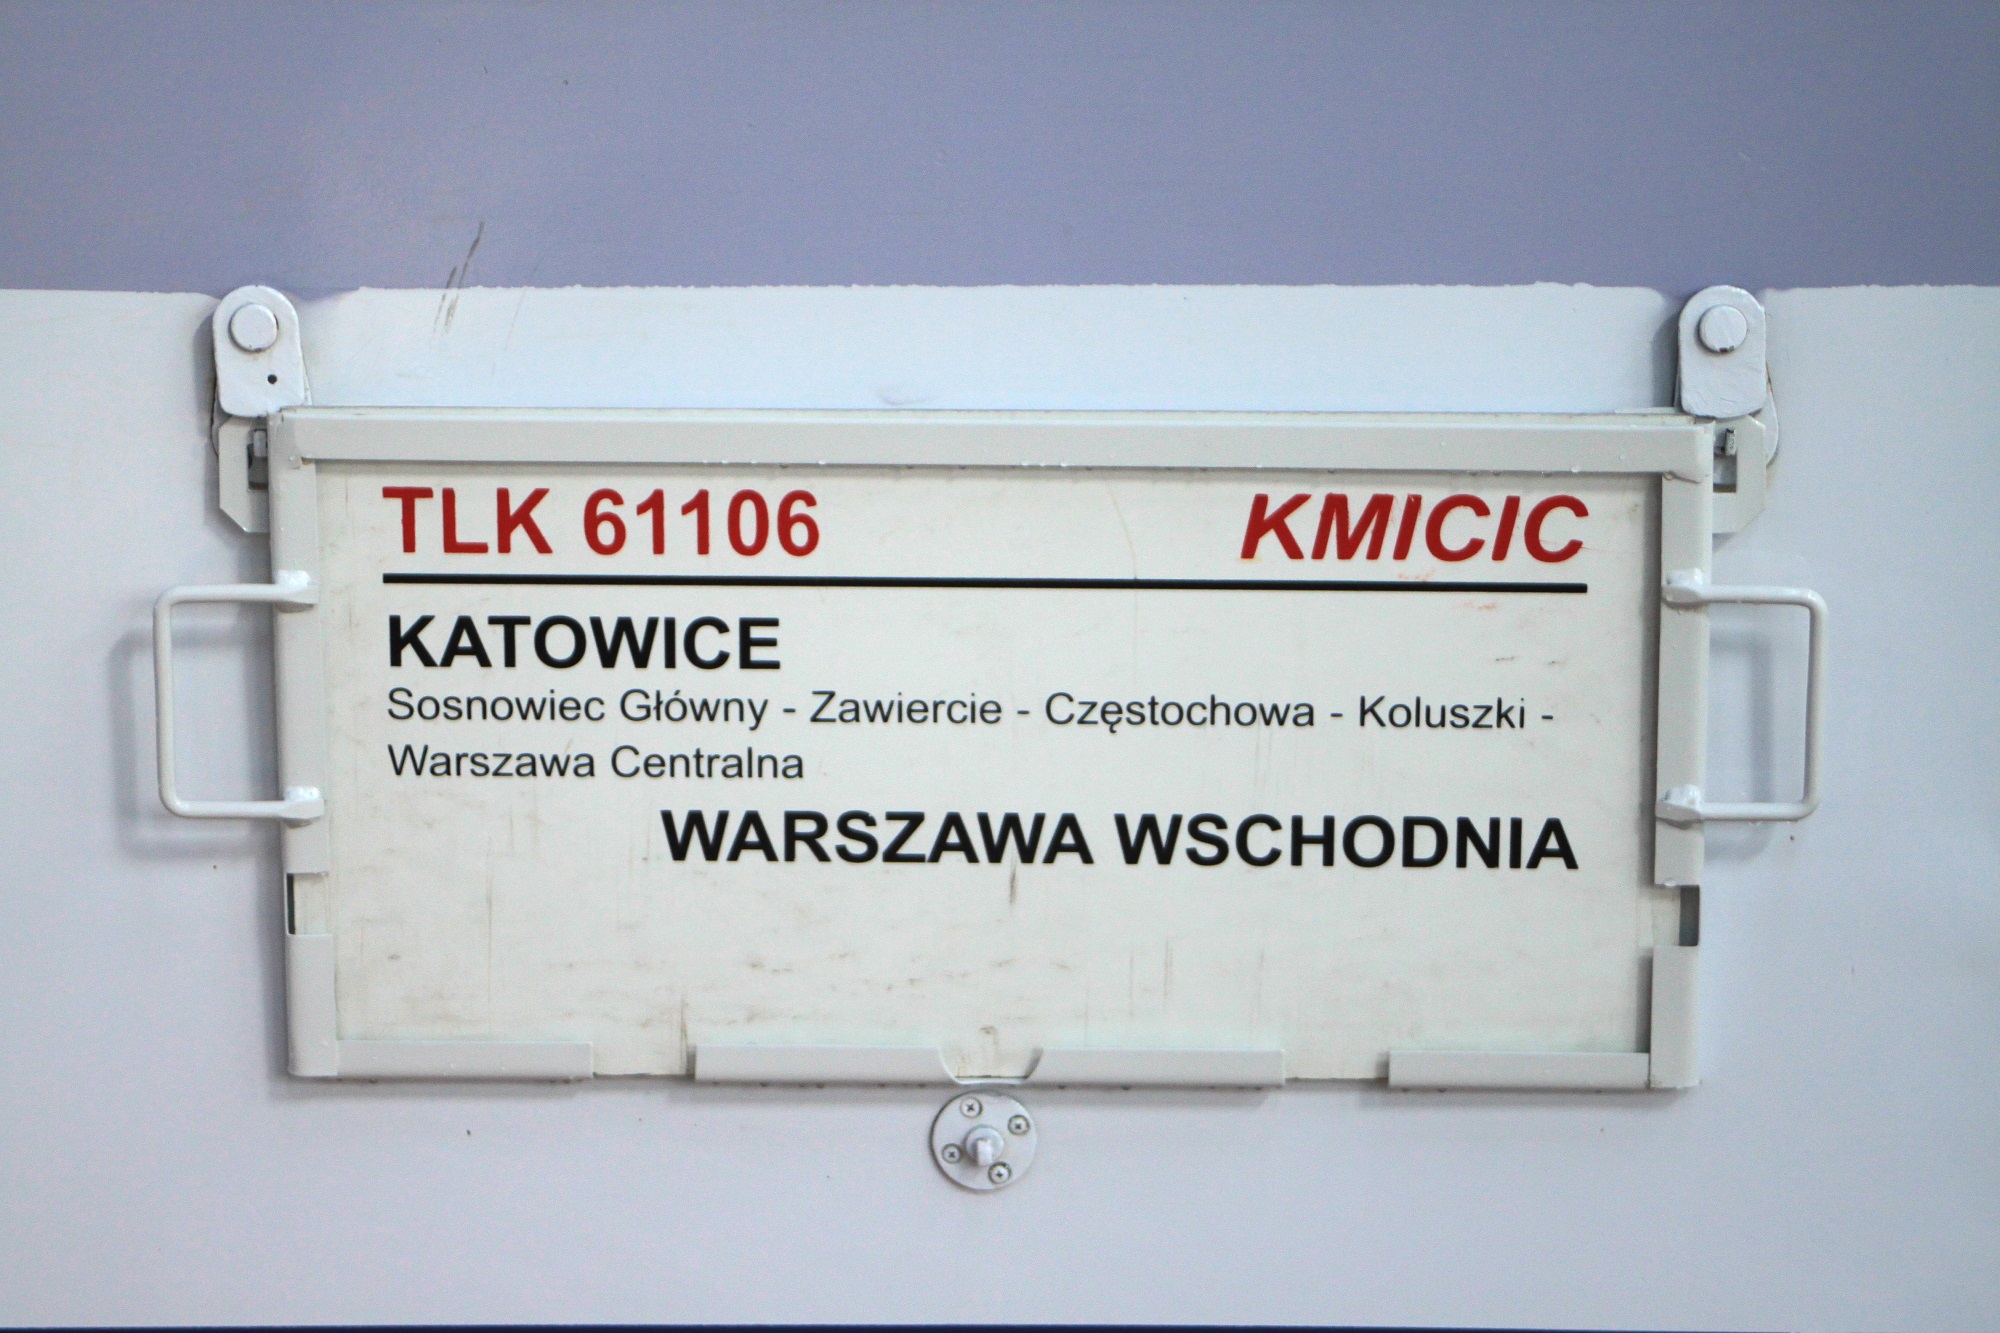 TLK 61106 KMICIC
KATOWICE
Sosnowiec Główny - Zawiercie - Częstochowa - Koluszki -
Warszawa Centralna
WARSZAWA WSCHODNIA